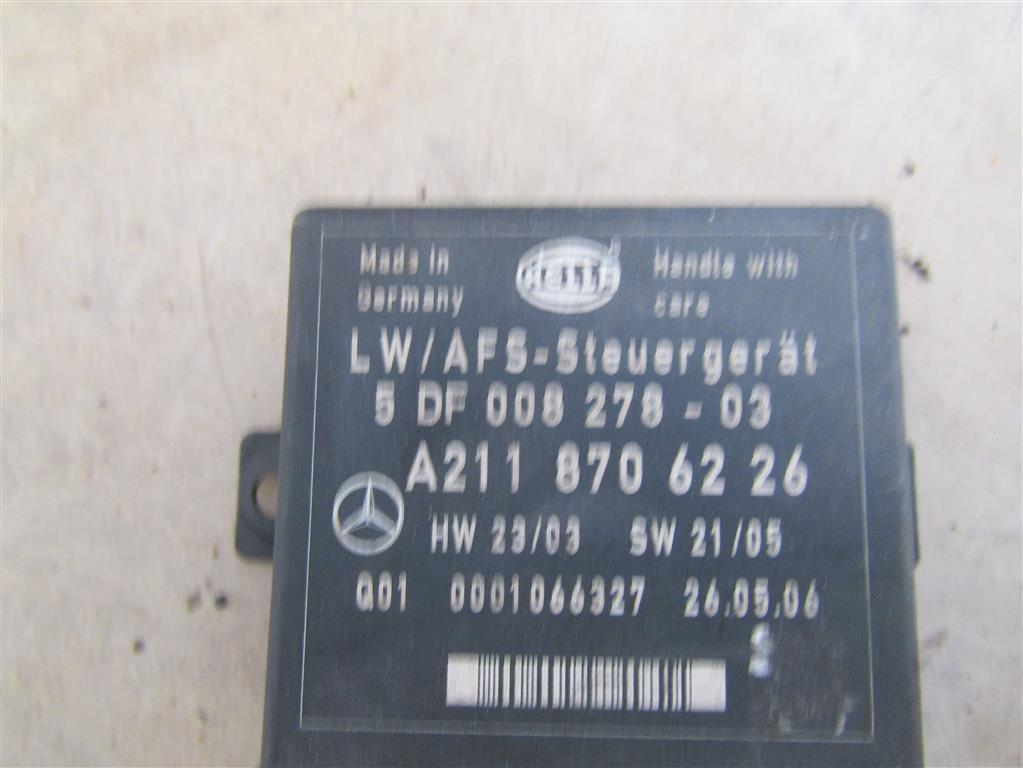 Made in
Germany
HELLA
Handle with
care
LW/AFS-Steuergerät
5 DF 008 278 - 03
A211 870 62 26
HW 23/03 SW 21/05
Q01 0001066327 26.05.06